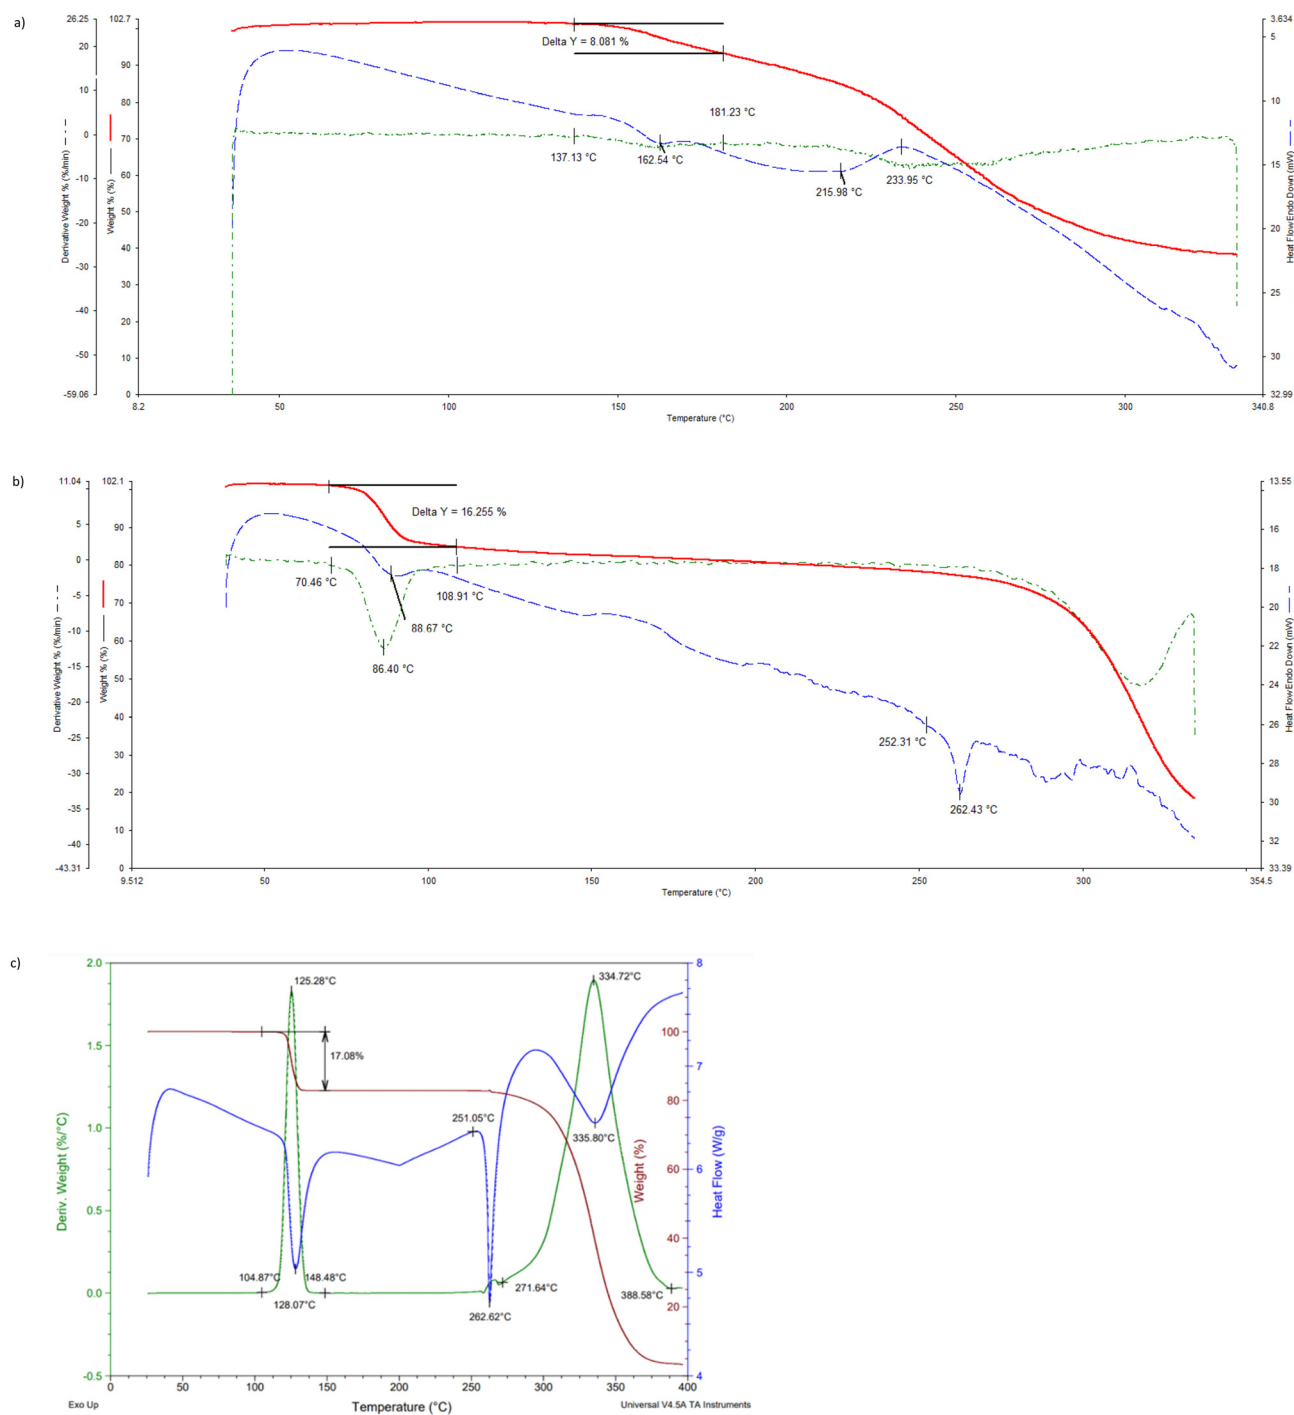 a)
26.25
102.7
3.634
Delta Y = 8.081 %
20
90
5
10
80
10
181.23 °C
0
70
137.13 °C
162.54 °C
215.98 °C
233.95 °C
15
-10
60
-20
50
20
-30
40
30
25
-40
20
-50
10
30
-59.06
0
32.99
8.2
50
100
150
200
250
300
340.8
Temperature (°C)
Derivative Weight % (%/min)
Weight % (%)
Heat Flow Endo Down (mW)
b)
11.04
102.1
13.55
Delta Y = 16.255 %
5
90
16
0
80
18
70.46 °C
108.91 °C
88.67 °C
86.40 °C
-5
70
20
-10
60
22
-15
50
24
-20
40
26
252.31 °C
-25
30
28
262.43 °C
-30
20
30
-35
10
32
-40
-43.31
0
33.39
9.512
50
100
150
200
250
300
354.5
Temperature (°C)
Derivative Weight % (%/min)
Weight % (%)
Heat Flow Endo Down (mW)
c)
2.0
8
125.28°C
334.72°C
1.5
100
17.08%
7
80
1.0
251.05°C
335.80°C
6
60
0.5
40
104.87°C
148.48°C
271.64°C
5
0.0
128.07°C
262.62°C
388.58°C
20
-0.5
4
0
50
100
150
200
250
300
350
400
Deriv. Weight (%/°C)
Weight (%)
Heat Flow (W/g)
Exo Up
Temperature (°C)
Universal V4.5A TA Instruments